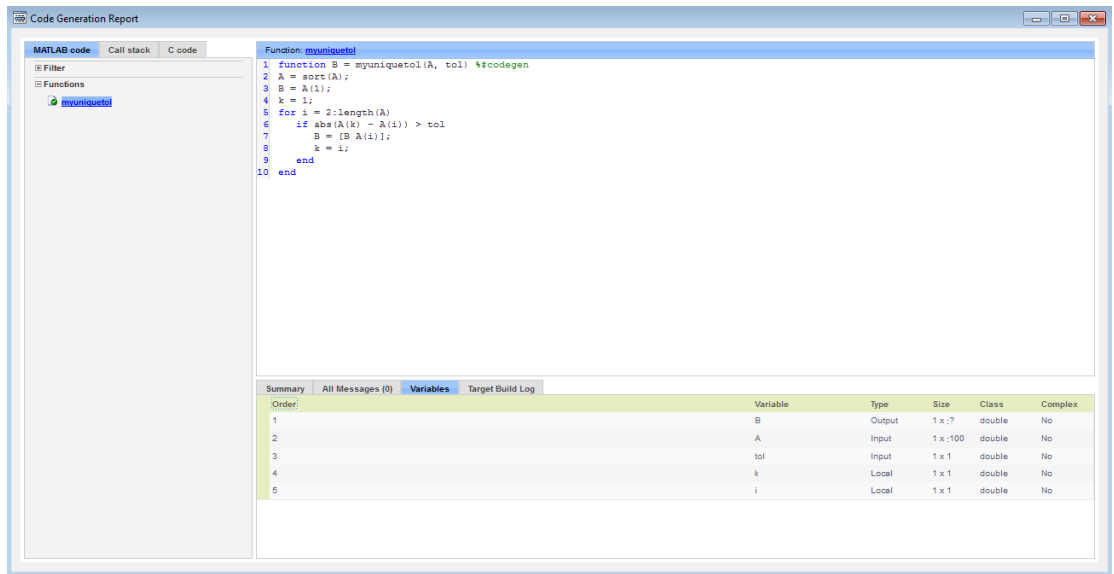 Code Generation Report
MATLAB code Call stack C code
Filter
Functions
myuniquetol
Function: myuniquetol
1 function B = myuniquetol(A, tol) %#codegen
2 A = sort(A);
3 B = A(1);
4 k = 1;
5 for i = 2:length(A)
6 if abs(A(k) - A(i)) > tol
7 B = [B A(i)];
8 k = i;
9 end
10 end
Summary All Messages (0) Variables Target Build Log
Order Variable Type Size Class Complex
1 B Output 1 x :? double No
2 A Input 1 x :100 double No
3 tol Input 1 x 1 double No
4 k Local 1 x 1 double No
5 i Local 1 x 1 double No